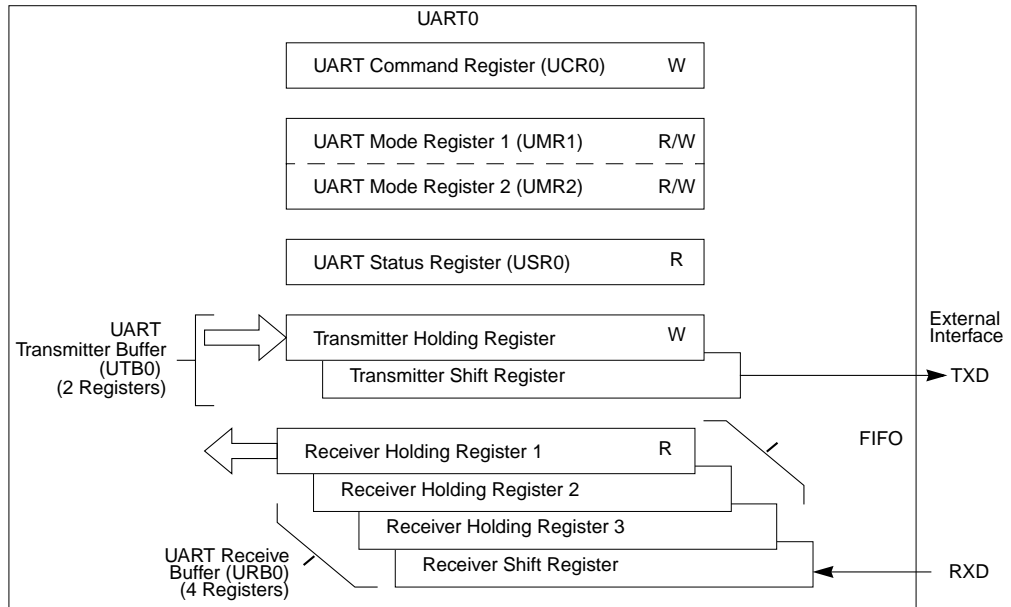 UART0
UART Command Register (UCR0) W
UART Mode Register 1 (UMR1) R/W
UART Mode Register 2 (UMR2) R/W
UART Status Register (USR0) R
UART
Transmitter Buffer
(UTB0)
(2 Registers)
Transmitter Holding Register W
Transmitter Shift Register
External
Interface
TXD
FIFO
Receiver Holding Register 1 R
Receiver Holding Register 2
Receiver Holding Register 3
Receiver Shift Register
UART Receive
Buffer (URB0)
(4 Registers)
RXD